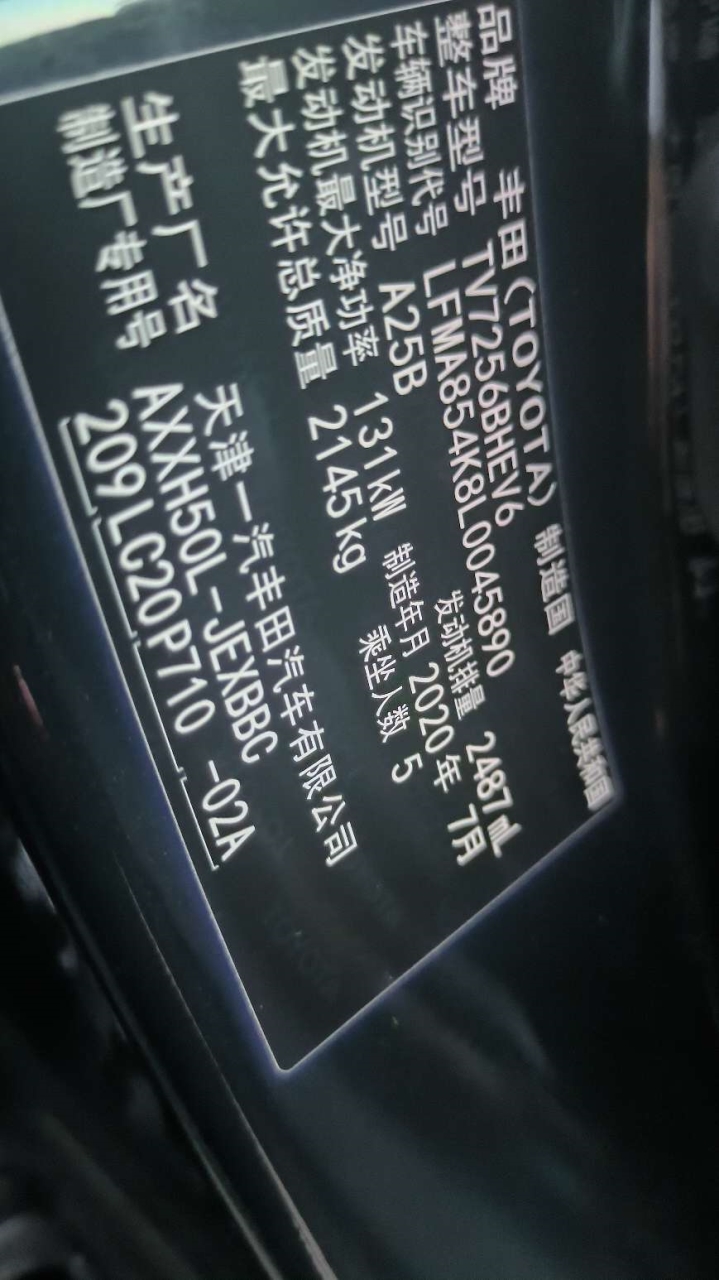 品牌 丰田(TOYOTA) 制造国 中华人民共和国
整车型号 TV7256BHEV6
车辆识别代号 LFMA854K8L0045890
发动机型号 A25B 发动机排量 2487mL
发动机最大净功率 131kW 制造年月 2020年 7月
最大允许总质量 2145kg 乘坐人数 5
生产厂名 天津一汽丰田汽车有限公司
制造厂专用号 AXXH50L-JEXBBC
209LC20P710 -02A